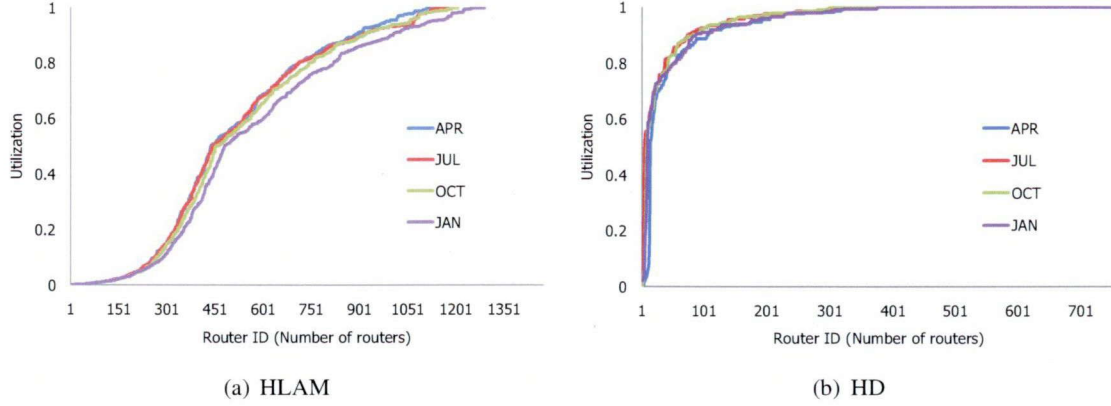 1
0.8
0.6
0.4
0.2
0
Utilization
APR
JUL
OCT
JAN
1 151 301 451 601 751 901 1051 1201 1351
Router ID (Number of routers)
(a) HLAM
1
0.8
0.6
0.4
0.2
0
Utilization
APR
JUL
OCT
JAN
1 101 201 301 401 501 601 701
Router ID (Number of routers)
(b) HD